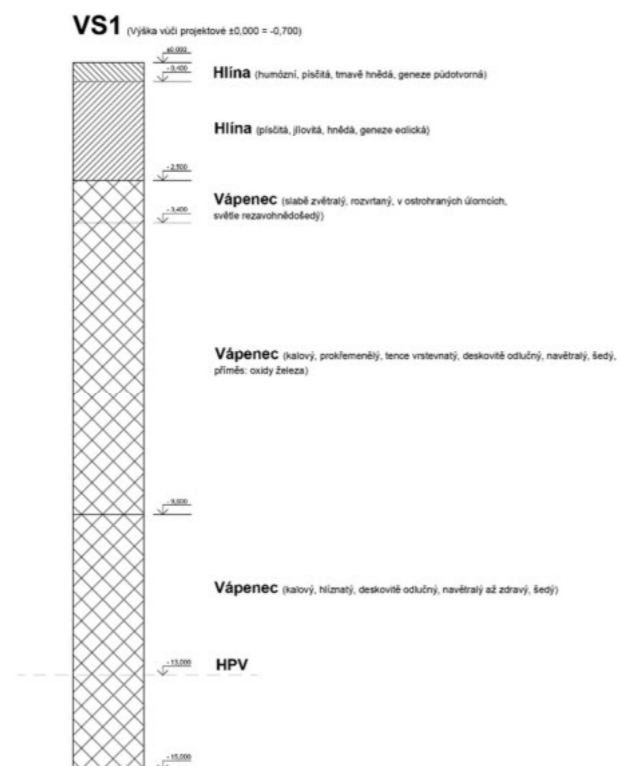 VS1 (Výška vůči projektové ±0,000 = -0,700)
±0,000
-0,400
Hlína (humózní, písčitá, tmavě hnědá, geneze půdotvorná)
Hlína (písčitá, jílovitá, hnědá, geneze eolická)
-2,500
Vápenec (slabě zvětralý, rozvrtaný, v ostrohraných úlomcích,
světle rezavohnědošedý)
-3,400
Vápenec (kalový, prokřemenělý, tence vrstevnatý, deskovitě odlučný, navětralý, šedý,
příměs: oxidy železa)
-9,600
Vápenec (kalový, hlíznatý, deskovitě odlučný, navětralý až zdravý, šedý)
-13,000
HPV
-15,000